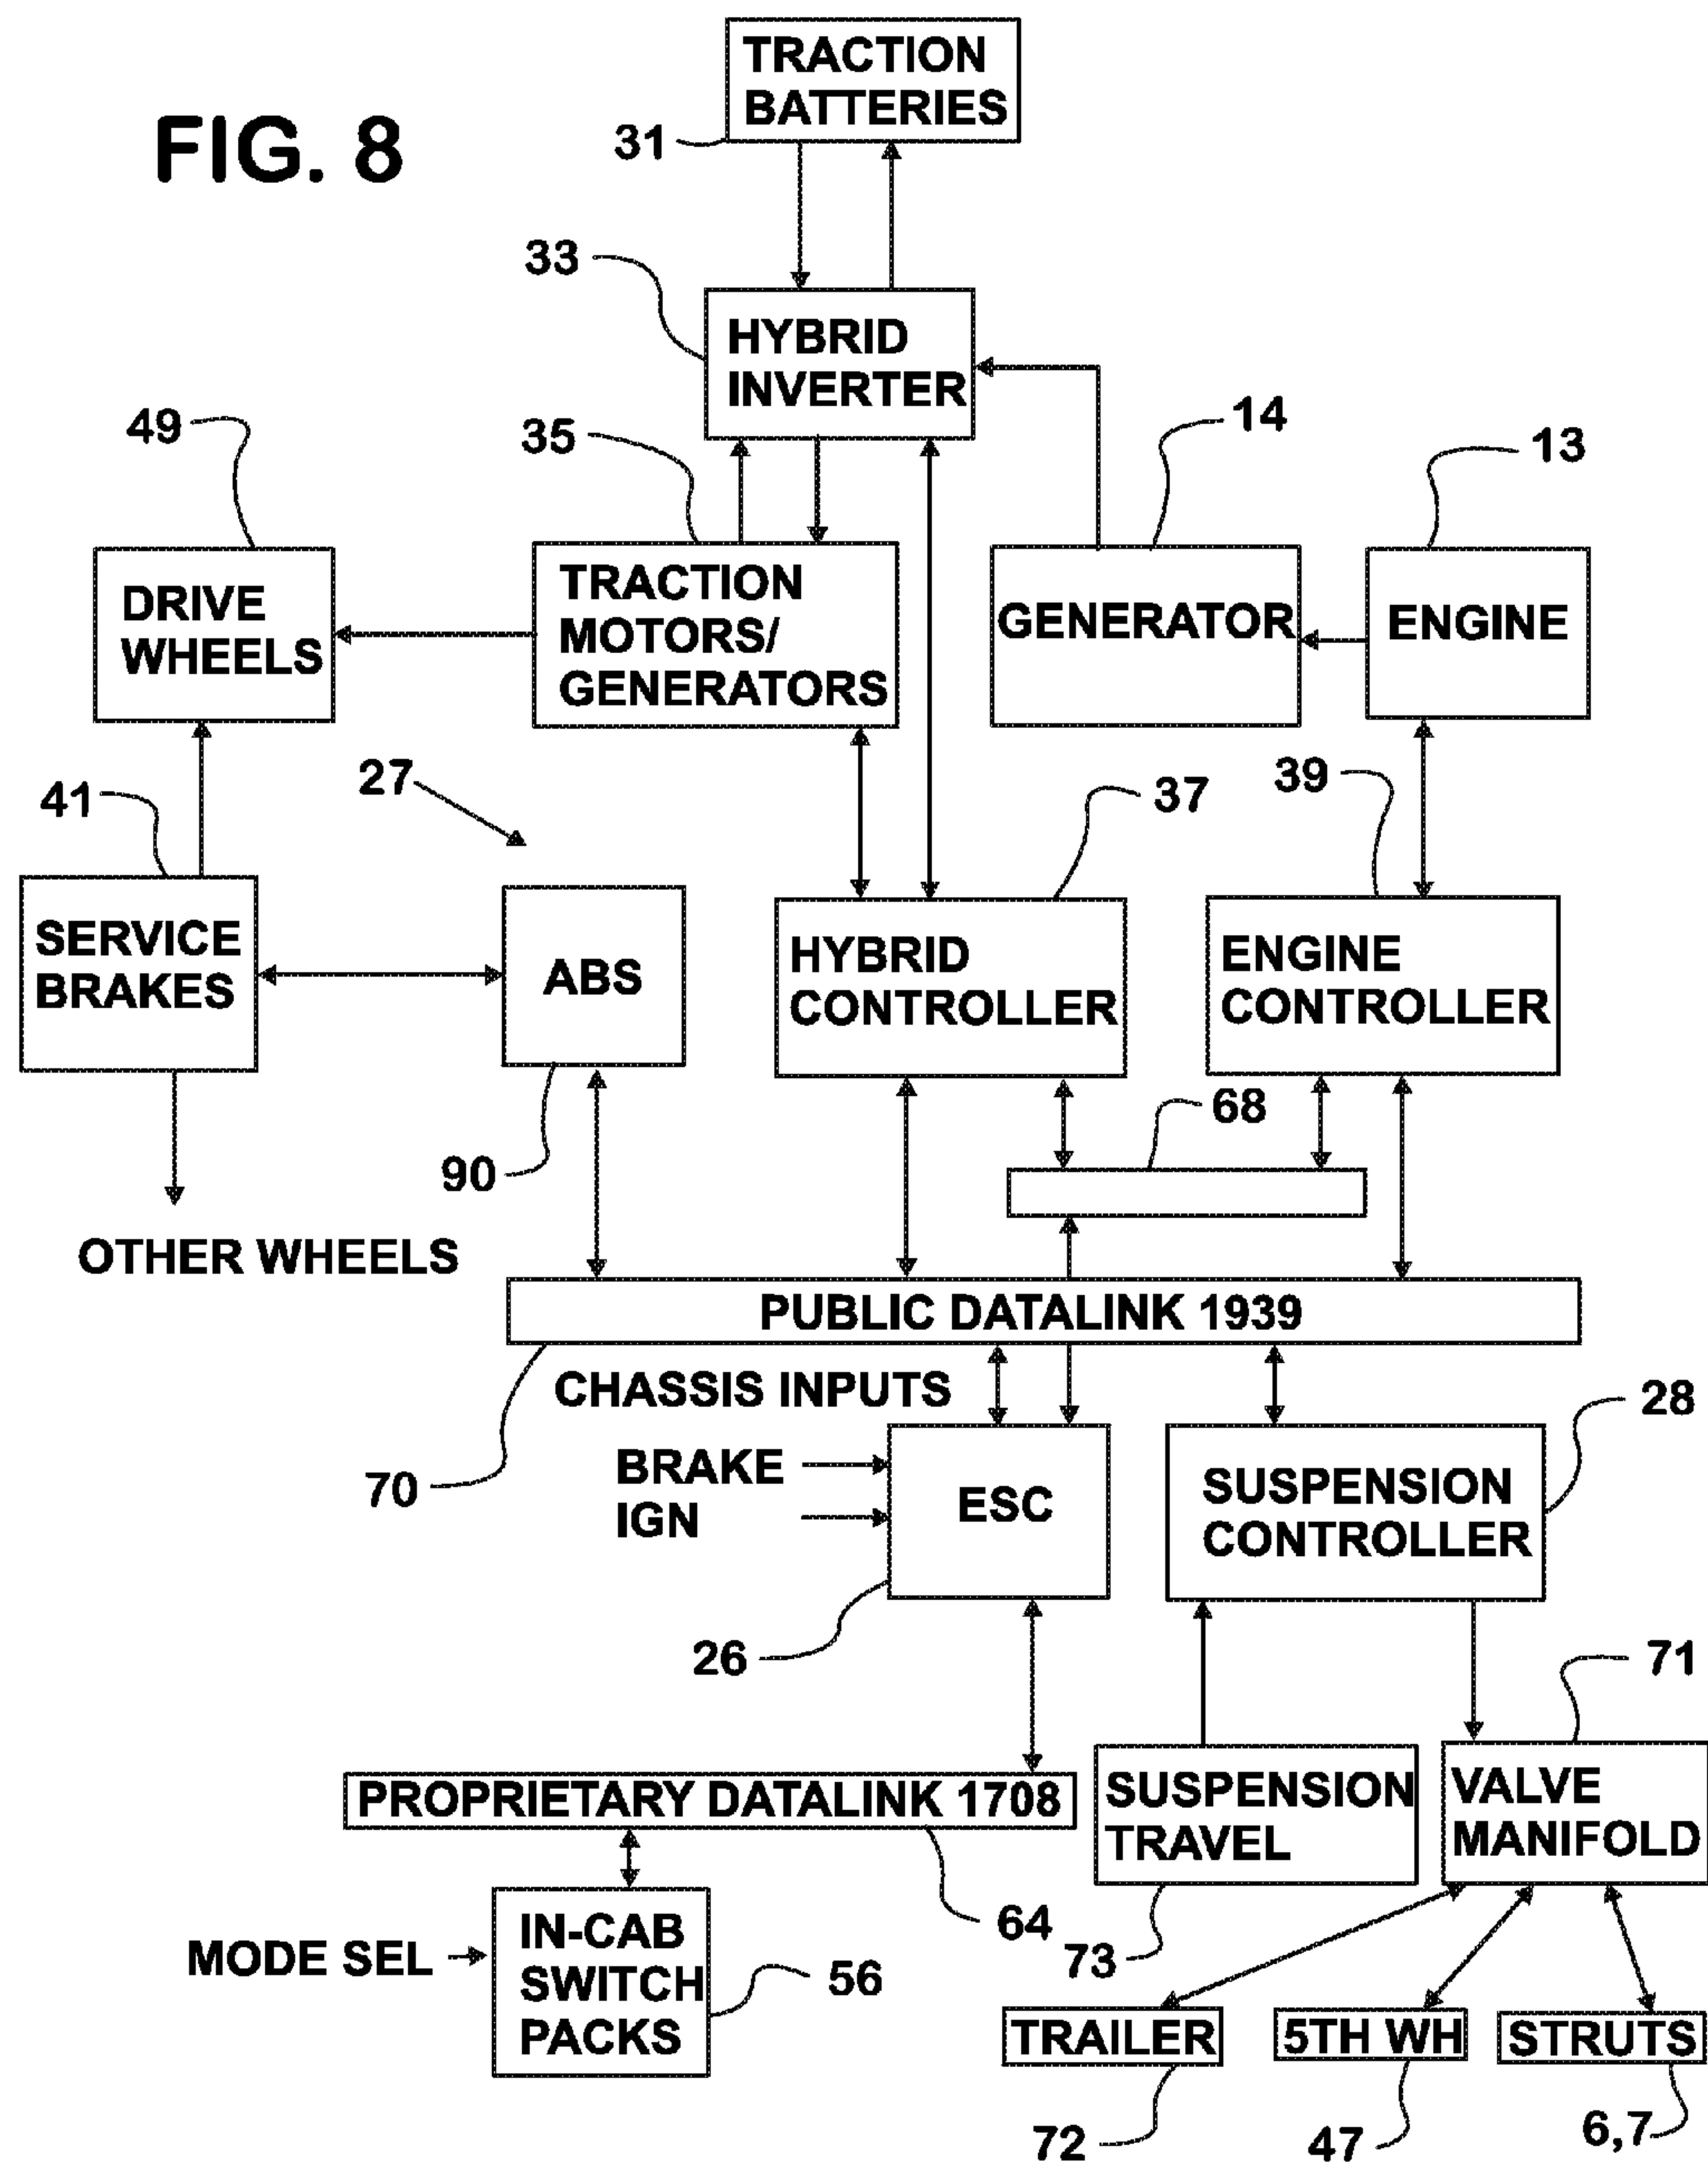 FIG. 8
TRACTION
BATTERIES
31
33
HYBRID
INVERTER
49
35
14
13
DRIVE
WHEELS
TRACTION
MOTORS/
GENERATORS
GENERATOR
ENGINE
41
27
37
39
SERVICE
BRAKES
ABS
HYBRID
CONTROLLER
ENGINE
CONTROLLER
90
68
OTHER WHEELS
PUBLIC DATALINK 1939
CHASSIS INPUTS
70
BRAKE
IGN
ESC
SUSPENSION
CONTROLLER
28
26
71
PROPRIETARY DATALINK 1708
SUSPENSION
TRAVEL
VALVE
MANIFOLD
MODE SEL
IN-CAB
SWITCH
PACKS
56
64
73
TRAILER
5TH WH
STRUTS
72
47
6,7